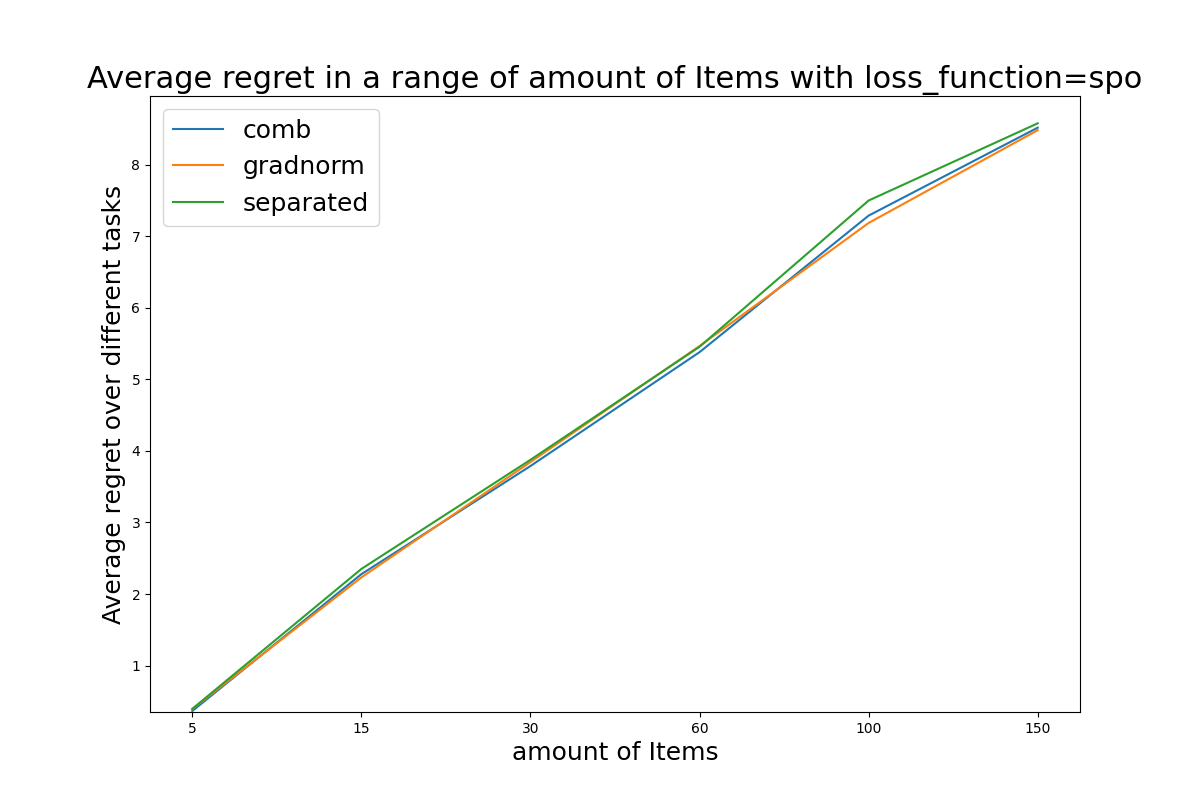 Average regret in a range of amount of Items with loss_function=spo
comb
gradnorm
separated
Average regret over different tasks
8
7
6
5
4
3
2
1
5 15 30 60 100 150
amount of Items